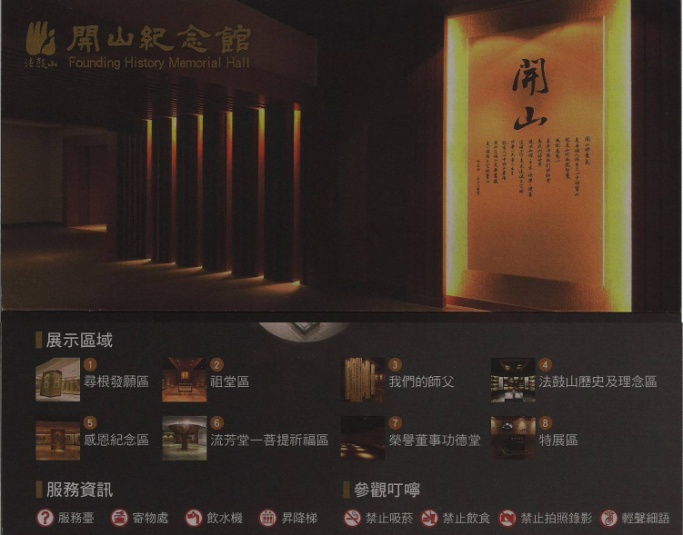 開山紀念館
法鼓山 Founding History Memorial Hall
開
山
展示區域
1 尋根發願區
2 祖堂區
3 我們的師父
4 法鼓山歷史及理念區
5 感恩紀念區
6 流芳堂—菩提祈福區
7 榮譽董事功德堂
8 特展區
服務資訊
? 服務臺 寄物處 飲水機 昇降梯
參觀叮嚀
禁止吸菸 禁止飲食 禁止拍照錄影 輕聲細語